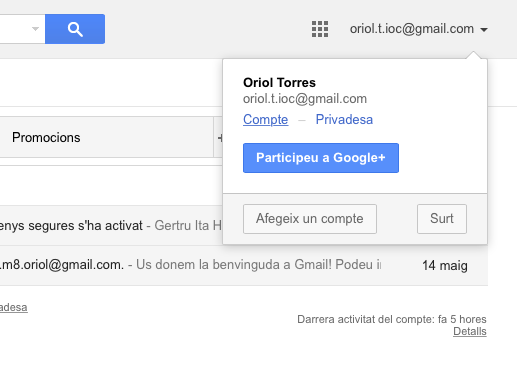 oriol.t.ioc@gmail.com
Oriol Torres
oriol.t.ioc@gmail.com
Compte – Privadesa
Participeu a Google+
Afegeix un compte
Surt
Promocions
+
enys segures s'ha activat - Gertru Ita H
.m8.oriol@gmail.com. - Us donem la benvinguda a Gmail! Podeu i
14 maig
adesa
Darrera activitat del compte: fa 5 hores
Detalls